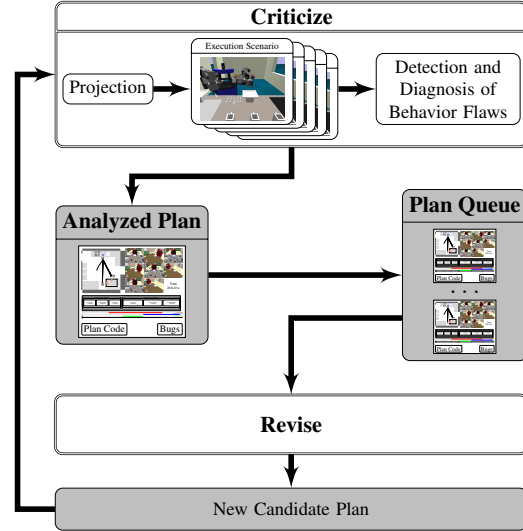 Criticize
Execution Scenario
Projection
Detection and
Diagnosis of
Behavior Flaws
Analyzed Plan
Plan Code
Bugs
Plan Queue
Plan Code
Bugs
. . .
Plan Code
Bugs
Revise
New Candidate Plan